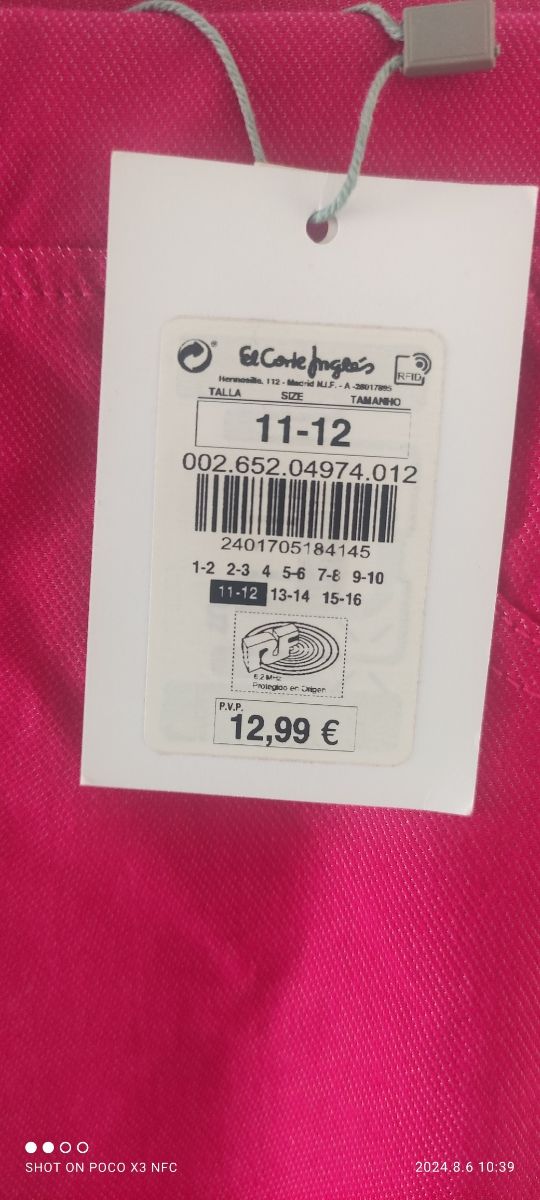 El Corte Inglés
RFID
Hermosilla, 112 - Madrid N.I.F. - A -28017895
TALLA SIZE TAMANHO
11-12
002.652.04974.012
2401705184145
1-2 2-3 4 5-6 7-8 9-10
11-12 13-14 15-16
RF
8,2 MHz
Protegido en Origen
P.V.P.
12,99 €
SHOT ON POCO X3 NFC
2024.8.6 10:39